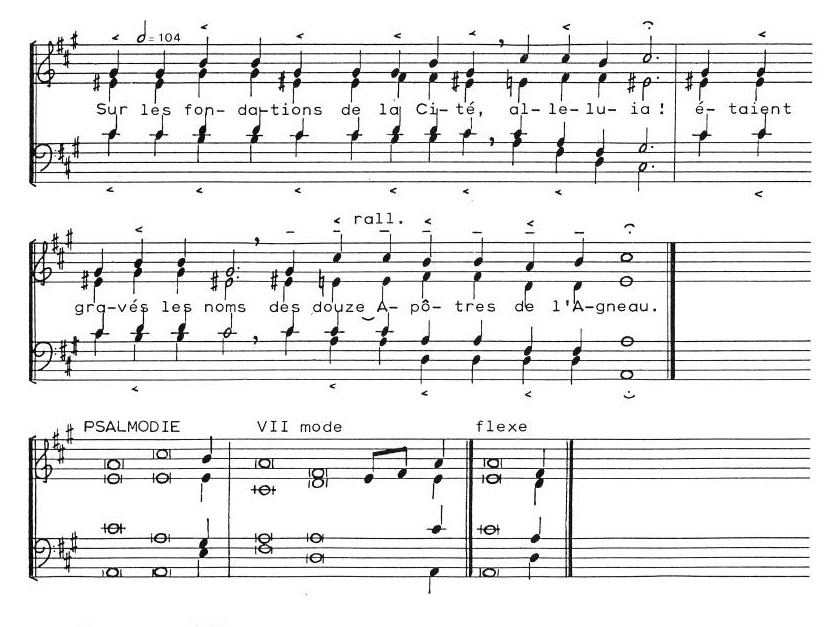 𝅗𝅥 = 104
Sur les fon- da-tions de la Ci- té, al- le- lu- ia ! é- taient
rall.
gra-vés les noms des douze A- pô- tres de l'A-gneau.
PSALMODIE VII mode flexe